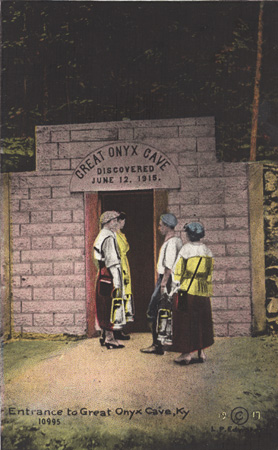 GREAT ONYX CAVE
DISCOVERED
JUNE 12, 1915.
Entrance to Great Onyx Cave, Ky
10995
©